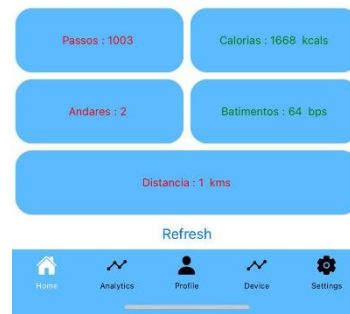 Passos : 1003
Calorias : 1668 kcals
Andares : 2
Batimentos : 64 bps
Distancia : 1 kms
Refresh
Home
Analytics
Profile
Device
Settings